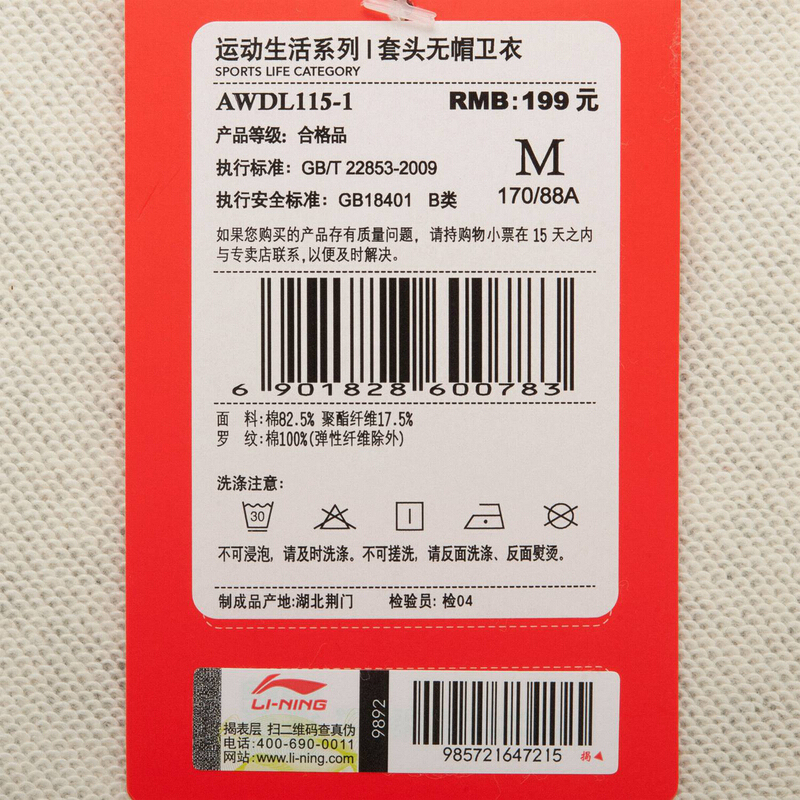 运动生活系列 | 套头无帽卫衣
SPORTS LIFE CATEGORY
AWDL115-1 RMB:199 元
产品等级: 合格品
执行标准: GB/T 22853-2009
M
执行安全标准: GB18401 B类
170/88A
如果您购买的产品存有质量问题, 请持购物小票在 15 天之内
与专卖店联系,以便及时解决。
6 901828 600783
面 料:棉82.5% 聚酯纤维17.5%
罗 纹:棉100%(弹性纤维除外)
洗涤注意:
30
不可浸泡, 请及时洗涤。不可搓洗, 请反面洗涤、反面熨烫。
制成品产地:湖北荆门 检验员: 检04
LI-NING
揭表层 扫二维码查真伪
电话:400-690-0011
网站:www.li-ning.com
9892
985721647215 揭